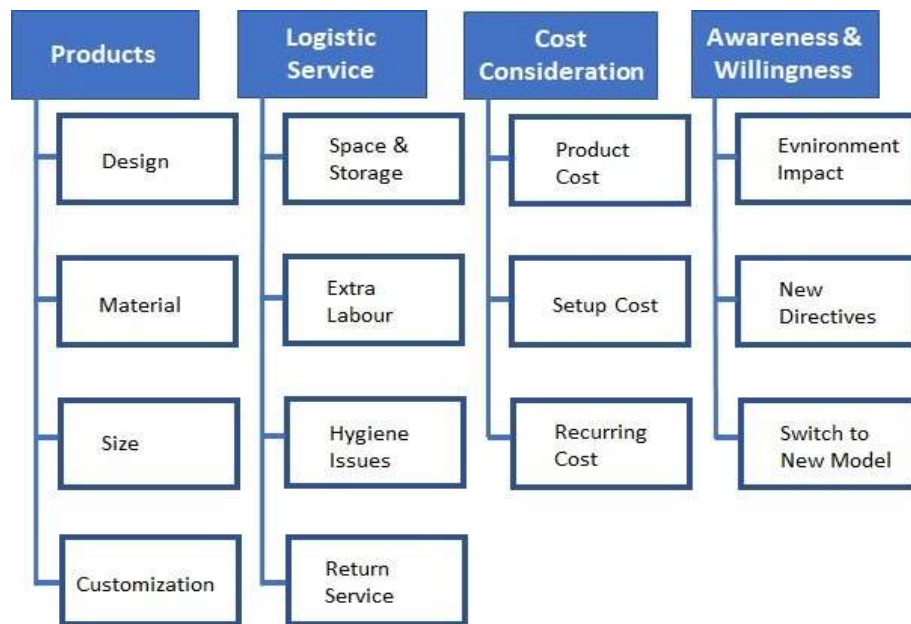 Products
Design
Material
Size
Customization
Logistic
Service
Space &
Storage
Extra
Labour
Hygiene
Issues
Return
Service
Cost
Consideration
Product
Cost
Setup Cost
Recurring
Cost
Awareness &
Willingness
Evnironment
Impact
New
Directives
Switch to
New Model